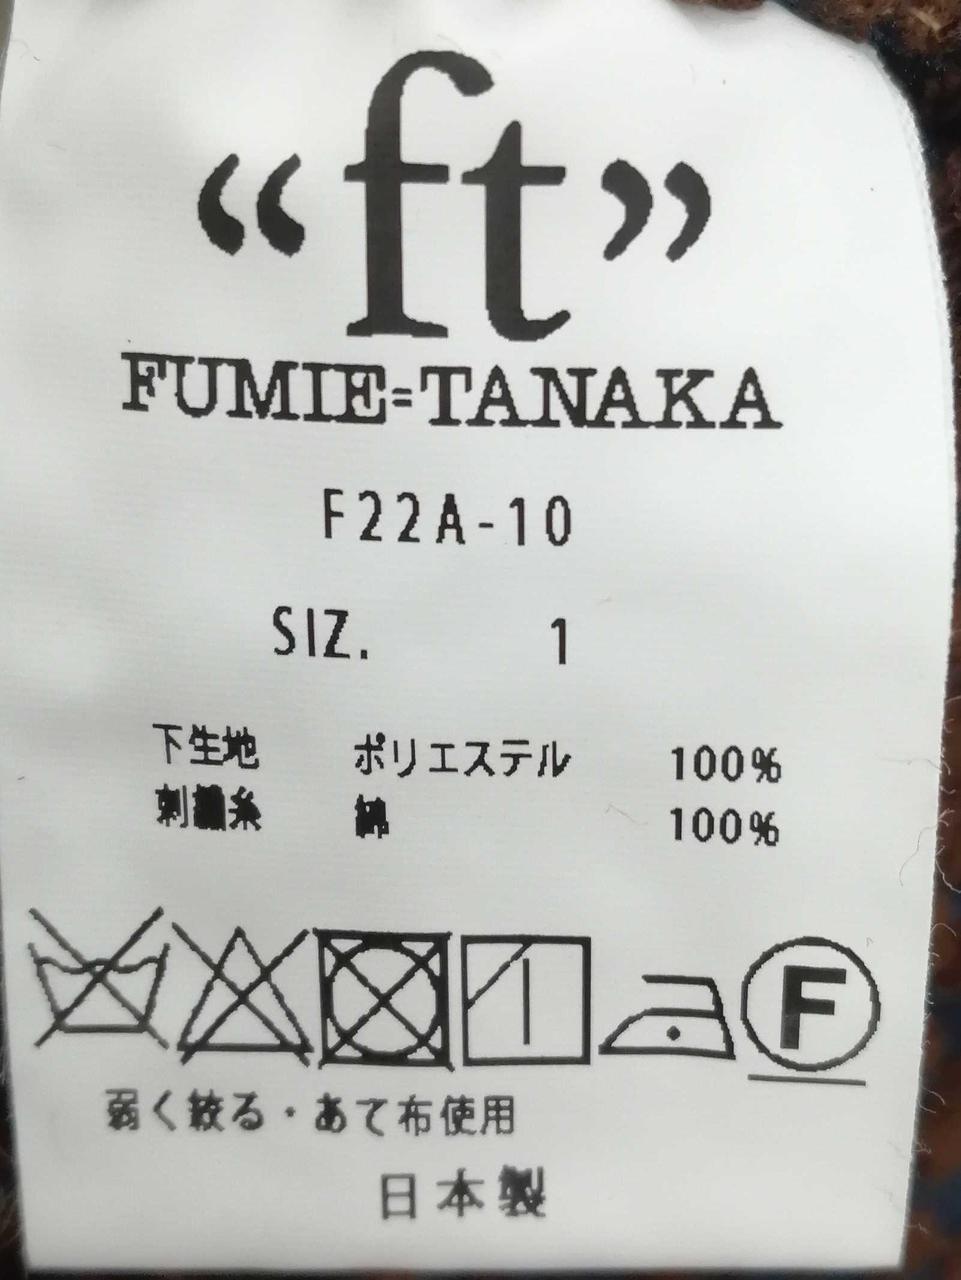 “ft”
FUMIE=TANAKA
F22A-10
SIZ. 1
下生地 ポリエステル 100%
刺繍糸 綿 100%
F
弱く絞る・あて布使用
日本製